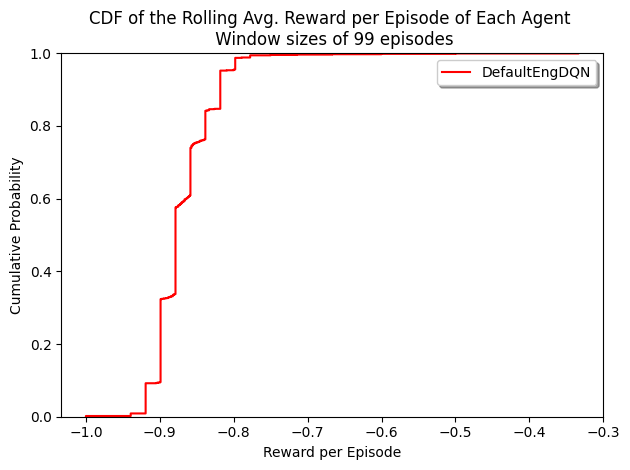 CDF of the Rolling Avg. Reward per Episode of Each Agent
Window sizes of 99 episodes
DefaultEngDQN
1.0
0.8
0.6
0.4
0.2
0.0
Cumulative Probability
−1.0 −0.9 −0.8 −0.7 −0.6 −0.5 −0.4 −0.3
Reward per Episode